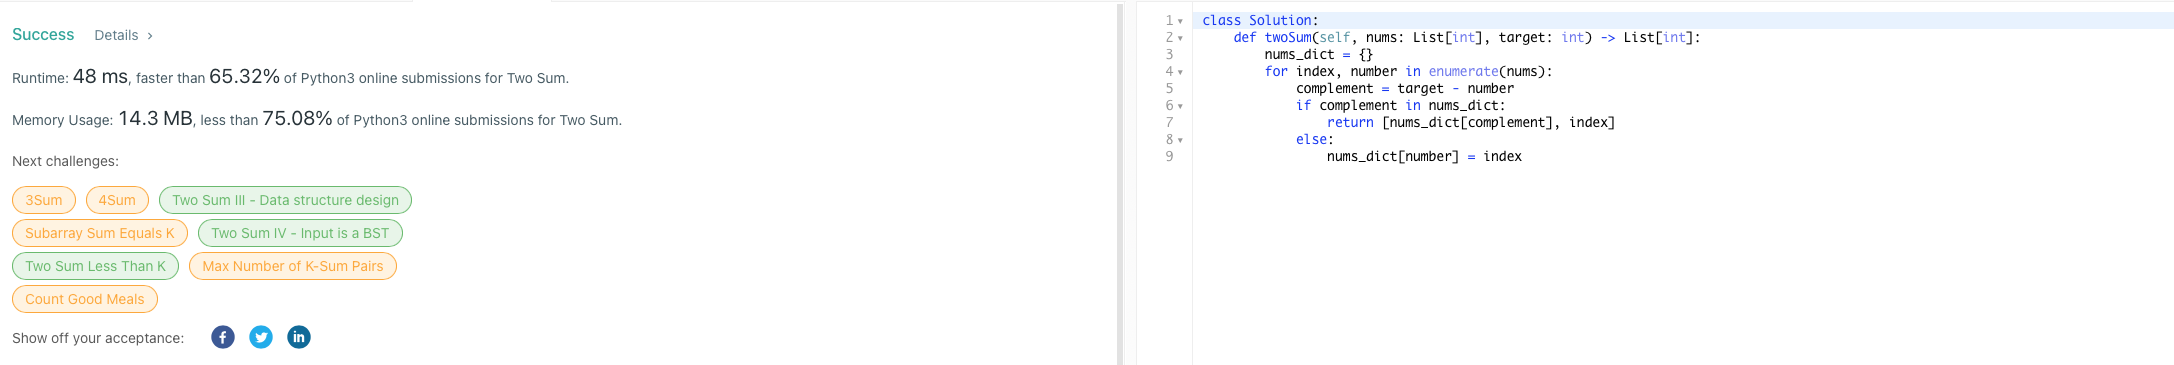 Success Details >
Runtime: 48 ms, faster than 65.32% of Python3 online submissions for Two Sum.
Memory Usage: 14.3 MB, less than 75.08% of Python3 online submissions for Two Sum.
Next challenges:
3Sum 4Sum Two Sum III - Data structure design
Subarray Sum Equals K Two Sum IV - Input is a BST
Two Sum Less Than K Max Number of K-Sum Pairs
Count Good Meals
Show off your acceptance: f in
1 class Solution:
2     def twoSum(self, nums: List[int], target: int) -> List[int]:
3         nums_dict = {}
4         for index, number in enumerate(nums):
5             complement = target - number
6             if complement in nums_dict:
7                 return [nums_dict[complement], index]
8             else:
9                 nums_dict[number] = index